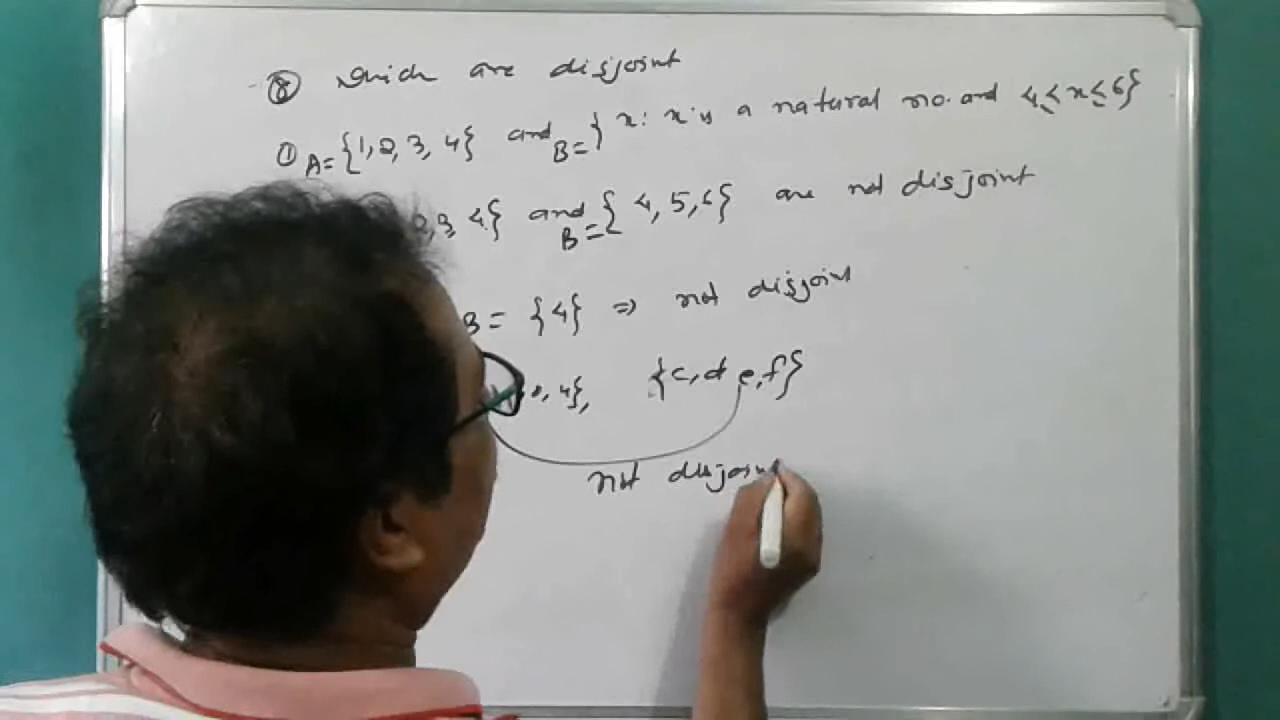 ⑧ which are disjoint
① A={1,2,3,4} and B={x: x is a natural no. and 4≤x≤6}
2,3,4} and B={4,5,6} are not disjoint
B = {4} ⇒ not disjoint
4}, {c,d e,f}
not disjoint